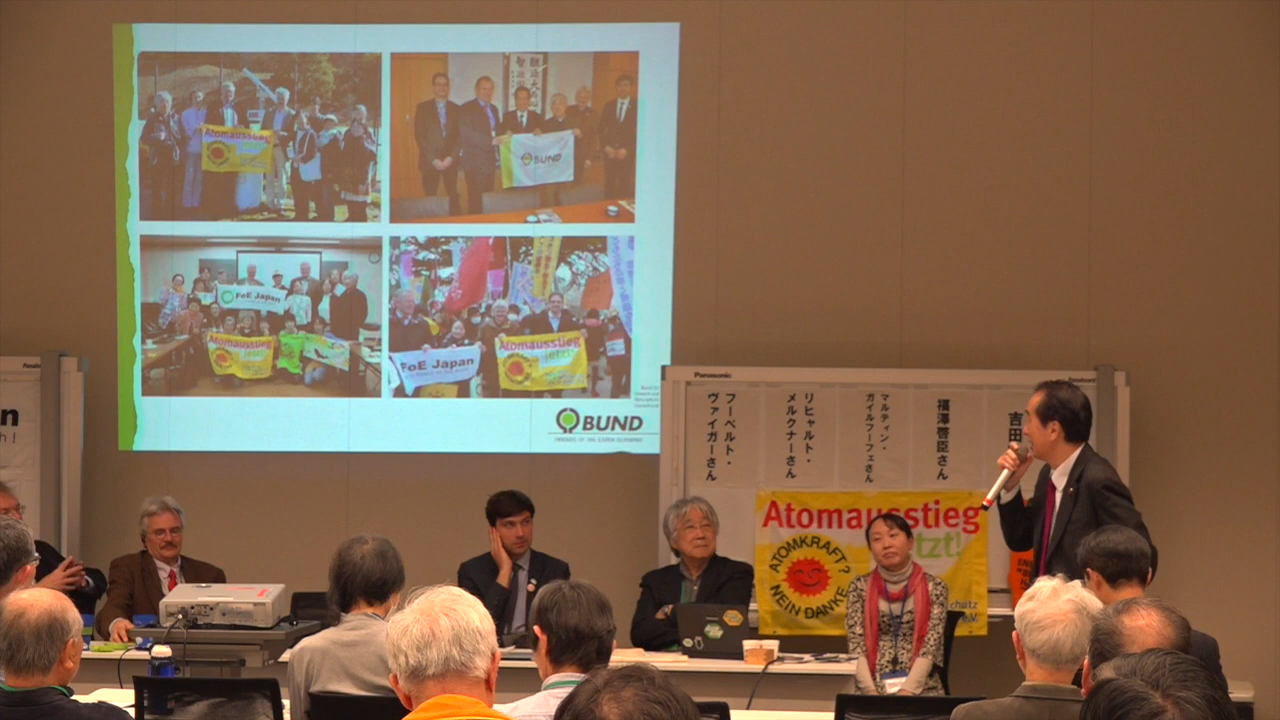 Atomausstieg
BUND
FoE Japan
Atomausstieg
jetzt!
FoE Japan
Atomausstieg
jetzt!
BUND
FRIENDS OF THE EARTH GERMANY
Panasonic
フーベルト・
ヴァイガーさん
リヒャルト・
メルクナーさん
マルティン・
ガイルフーフェさん
福澤啓臣さん
吉田
Atomausstieg
tzt!
ATOMKRAFT?
NEIN DANKE
e.V.